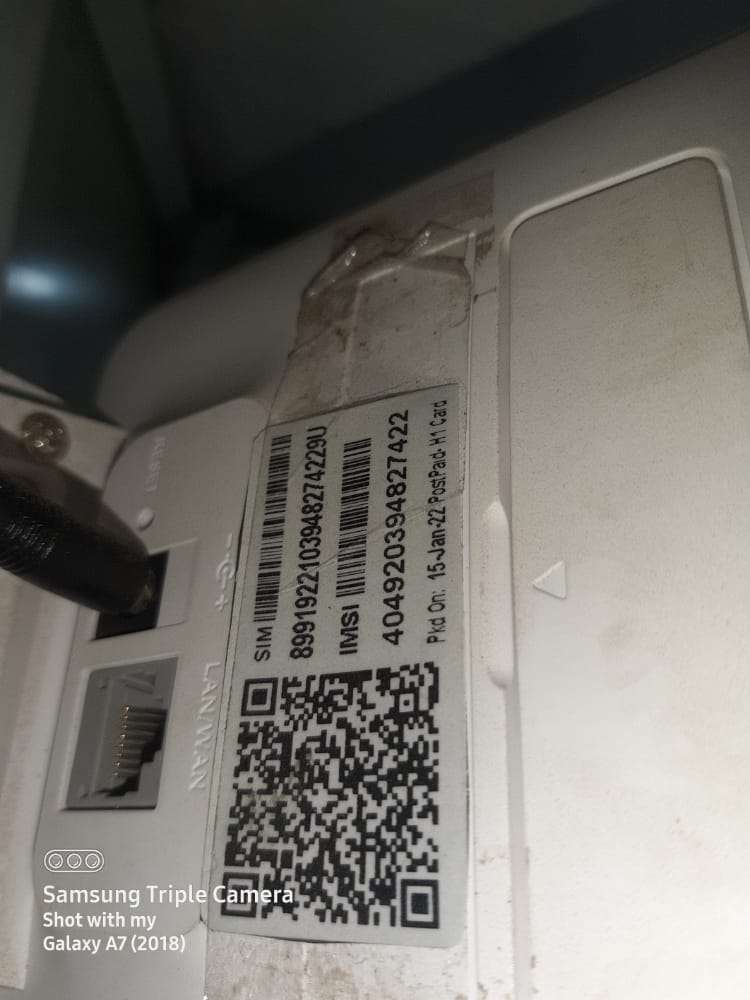 RESET
SIM
8991922103948274229U
IMSI
404920394827422
Pkd On: 15-Jan-22 PostPaid- H1 Card
LAN/WAN
Samsung Triple Camera
Shot with my
Galaxy A7 (2018)